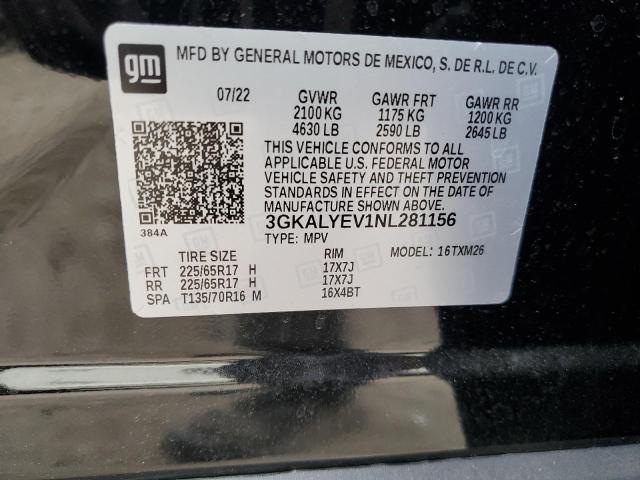 gm
MFD BY GENERAL MOTORS DE MEXICO, S. DE R.L. DE C.V.
07/22 GVWR GAWR FRT GAWR RR
2100 KG 1175 KG 1200 KG
4630 LB 2590 LB 2645 LB
THIS VEHICLE CONFORMS TO ALL
APPLICABLE U.S. FEDERAL MOTOR
VEHICLE SAFETY AND THEFT PREVENTION
STANDARDS IN EFFECT ON THE DATE OF
MANUFACTURE SHOWN ABOVE.
384A 3GKALYEV1NL281156
TYPE: MPV MODEL: 16TXM26
TIRE SIZE RIM
FRT 225/65R17 H 17X7J
RR 225/65R17 H 17X7J
SPA T135/70R16 M 16X4BT